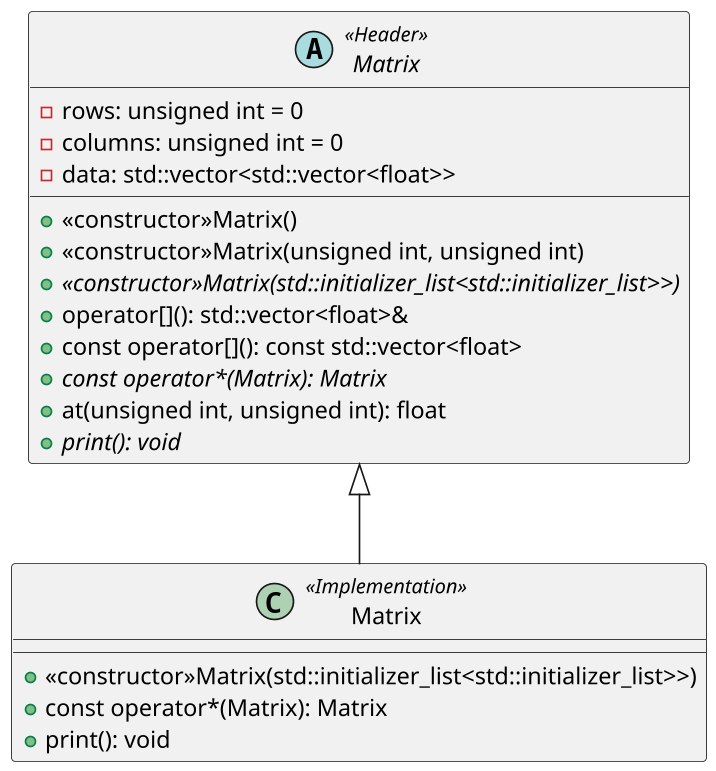 A
«Header»
Matrix
rows: unsigned int = 0
columns: unsigned int = 0
data: std::vector<std::vector<float>>
«constructor»Matrix()
«constructor»Matrix(unsigned int, unsigned int)
«constructor»Matrix(std::initializer_list<std::initializer_list>>)
operator[](): std::vector<float>&
const operator[](): const std::vector<float>
const operator*(Matrix): Matrix
at(unsigned int, unsigned int): float
print(): void
C
«Implementation»
Matrix
«constructor»Matrix(std::initializer_list<std::initializer_list>>)
const operator*(Matrix): Matrix
print(): void